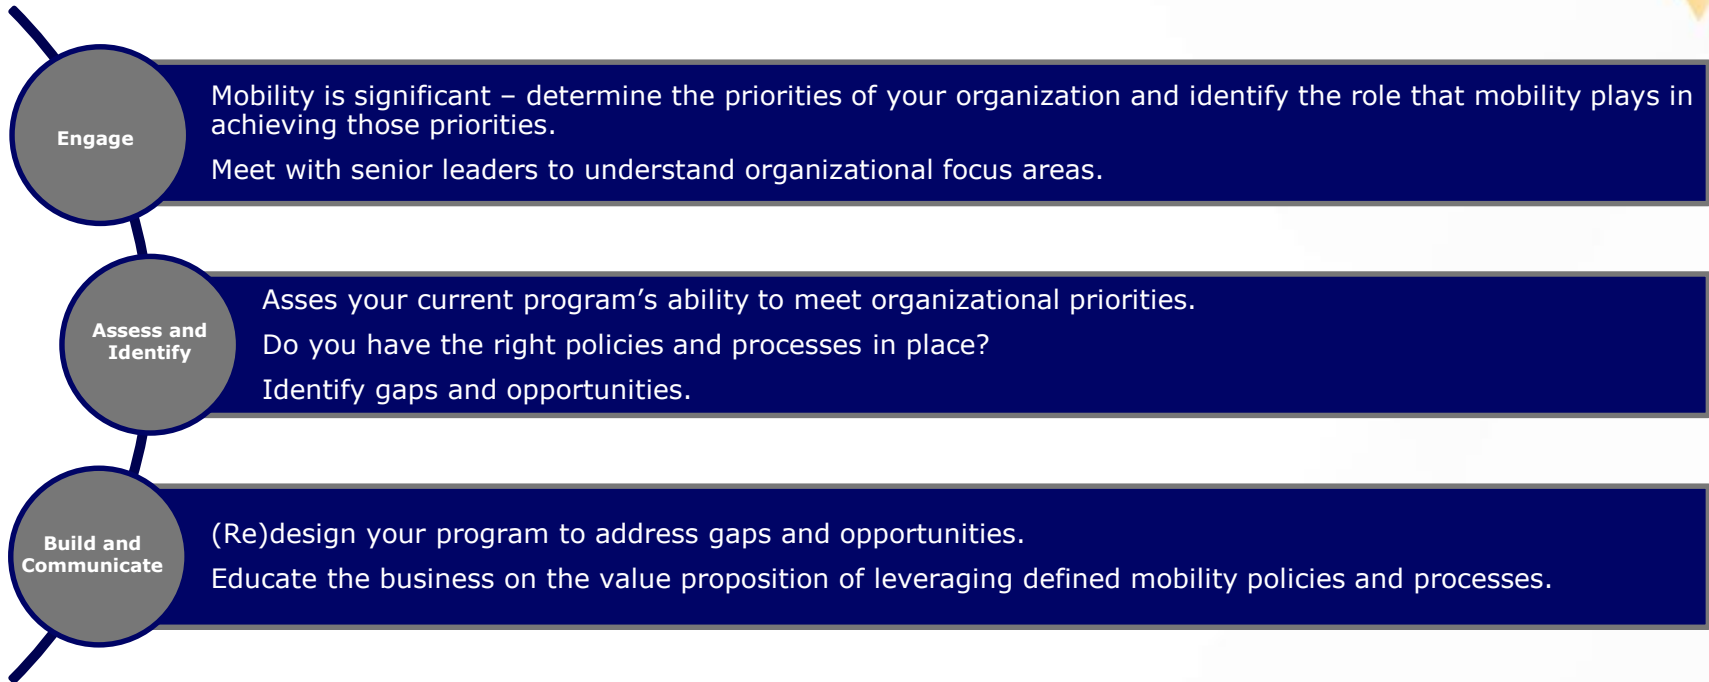 Engage
Mobility is significant – determine the priorities of your organization and identify the role that mobility plays in
achieving those priorities.
Meet with senior leaders to understand organizational focus areas.
Assess and
Identify
Asses your current program’s ability to meet organizational priorities.
Do you have the right policies and processes in place?
Identify gaps and opportunities.
Build and
Communicate
(Re)design your program to address gaps and opportunities.
Educate the business on the value proposition of leveraging defined mobility policies and processes.